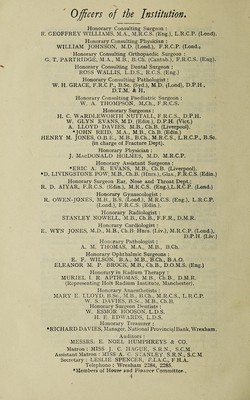 Officers of the Institution.
Honorary Consulting Surgeon:
R. GEOFFREY WILLIAMS, M.A., M.R.C.S. (Eng.), L.R.C.P. (Lond).
Honorary Consulting Physician:
WILLIAM JOHNSON, M.D. (Lond.), F.R.C.P. (Lond.)
Honorary Consulting Orthopaedic Surgeon:
G. T. PARTRIDGE, M.A., M.B., B.Ch. (Cantab.), F.R.C.S. (Eng).
Honorary Consulting Dental Surgeon:
ROSS WALLIS, L.D.S., R.C.S. (Eng.)
Honorary Consulting Pathologist:
W. H. GRACE, F.R.C.P., B.Sc. (Syd.), M.D. (Lond), D.P.H.,
D.T.M. & H.
Honorary Consulting Paediatric Surgeon:
W. A. THOMPSON, M.Ch., F.R.C.S.
Honorary Surgeons:
H. C. WARDLEWORTH NUTTALL, F.R.C.S., D.P.H.
W. GLYN EVANS, M.D. (Edin.), D.P.H. (Vict.)
A. LLOYD DAVIES, M.B., Ch.B. (Liverpool).
*JOHN REID, M.A., M.B., Ch.B. (Edin.)
HENRY M. JONES, O.B.E., M.B., B.Ch., M.R.C.S., L.R.C.P., B.Sc.
(in charge of Fracture Dept).
Honorary Physician:
J. MacDONALD HOLMES, M.D. M.R.C.P.
Honorary Assistant Surgeons:
*ERIC A. R. EVANS, M.B., Ch.B. (Liverpool).
*D. LIVINGSTONE POW, M.B., Ch.B. (Hnrs.), Glas., F.R.C.S. (Edin.)
Honorary Surgeon Ear, Nose and Throat Dept.:
R. D. AIYAR, F.R.C.S. (Edin.), M.R.C.S. (Eng.), L.R.C.P. (Lond.)
Honorary Gynaecologist:
R. OWEN-JONES, M.B., B.S. (Lond.), M.R.C.S. (Eng.), L.R.C.P.
(Lond.), F.R.C.S. (Edin.)
Honorary Radiologist:
STANLEY NOWELL, M.B., Ch.B., F.F.R., D.M.R.
Honorary Cardiologist:
E. WYN JONES, M.D., M.B., Ch.B. Hnrs. (Liv.), M.R.C.P. (Lond.),
D.P.H. (Liv.)
Honorary Pathologist:
A. M. THOMAS, M.A., M.B., B.Ch.
Honorary Ophthalmic Surgeons:
E. F. WILSON, B.A., M.B., B.Ch., B.A.O.
ELEANOR M. P. BROCK, M.B., Ch.B., D.O.M.S. (Eng.)
Honorary in Radium Therapy:
MURIEL I. R. APTHOMAS, M.B., Ch.B., D.M.R.
(Representing Holt Radium Institute, Manchester).
Honorary Anaesthetists:
MARY E. LLOYD, B.Sc., M.B., B.Ch., M.R.C.S., L.R.C.P.
W. S. DAVIES, B.Sc., M.B., Ch.B.
Honorary Surgeon Dentists:
W. ESMOR HOOSON, L.D.S.
H. R. EDWARDS, L.D.S.
Honorary Treasurer:
*RICHARD DAVIES, Manager, National Provincial Bank, Wrexham.
Auditors:
MESSRS. E. NOEL HUMPHREYS & CO.
Matron: MISS J. C. HAGUE, S.R.N., S.C.M.
Assistant Matron: MISS A. C. STANLEY, S.R.N., S.C.M.
Secretary: LESLIE SPENCER, F.I.A.C., F.H.A.
Telephone: Wrexham 2284, 2285.
*Members of House and Finance Committee.
4